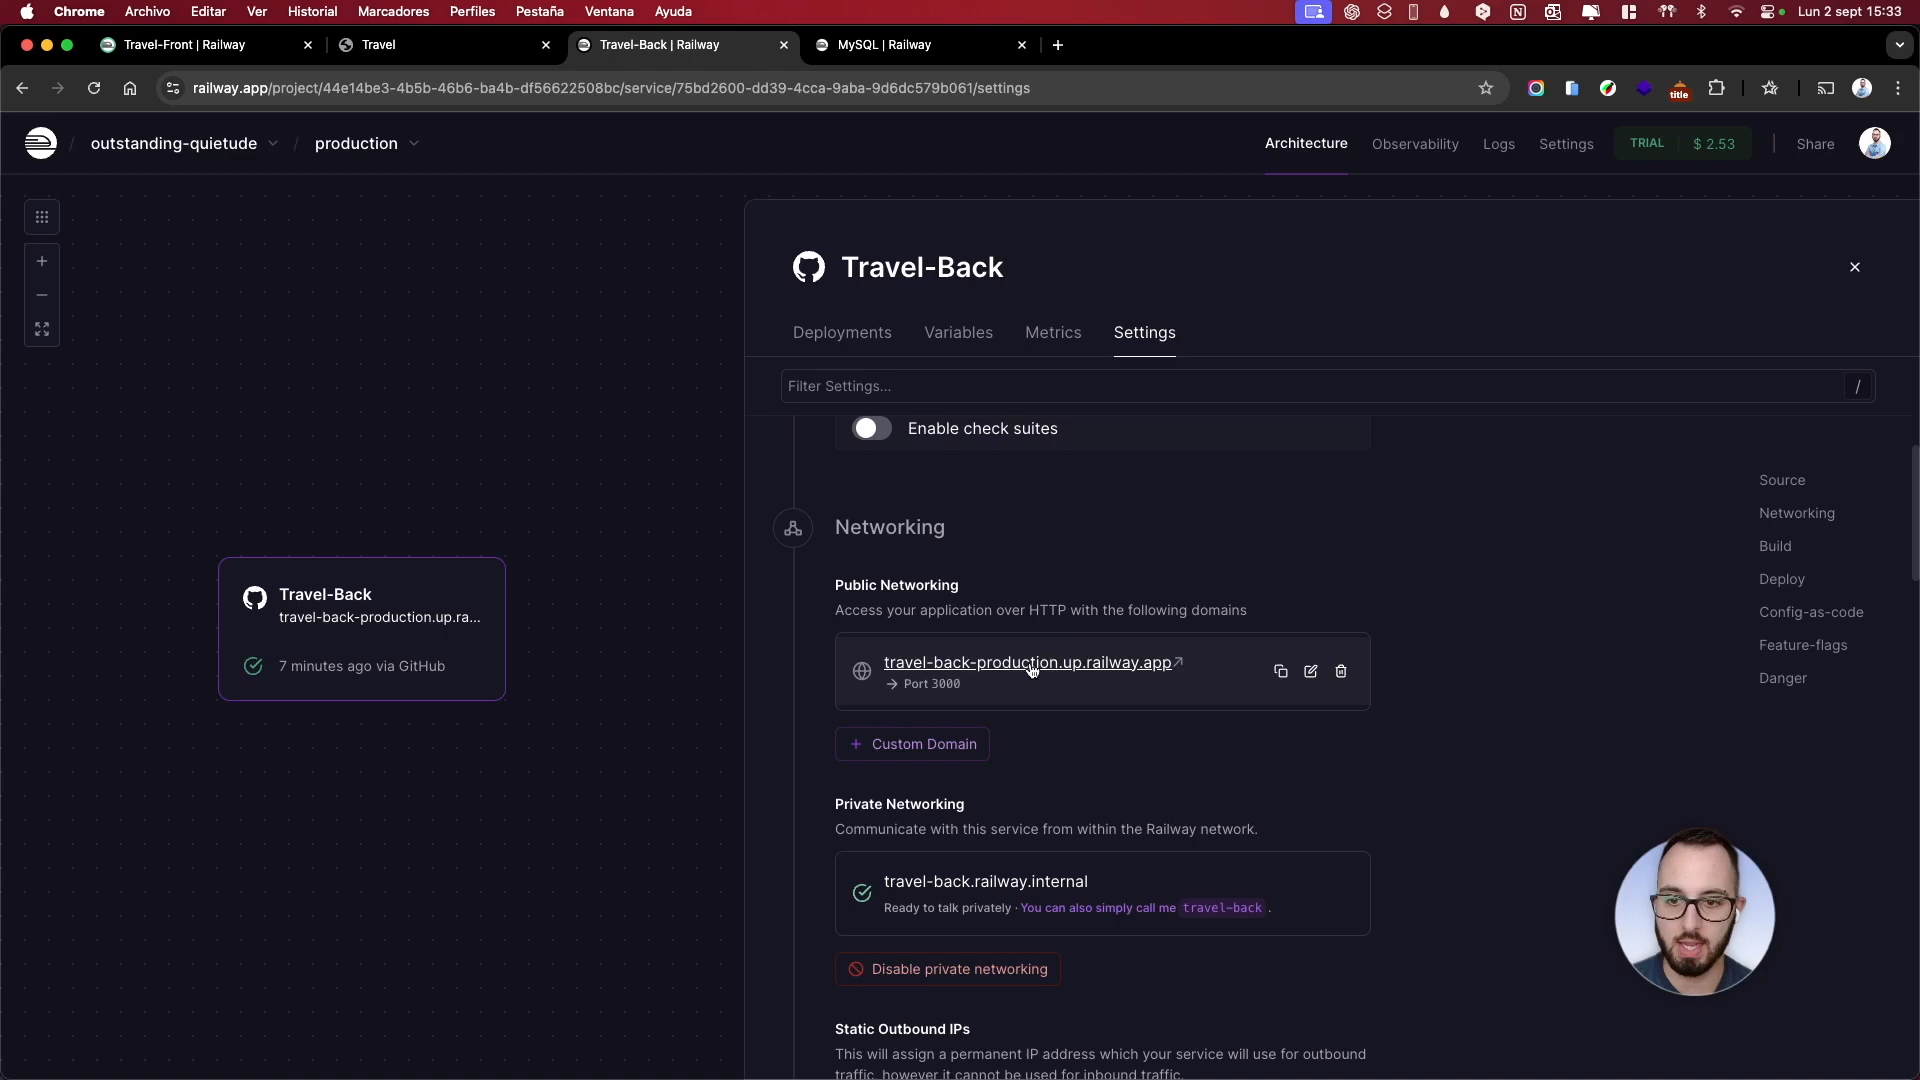 Chrome Archivo Editar Ver Historial Marcadores Perfiles Pestaña Ventana Ayuda Lun 2 sept 15:33
Travel-Front | Railway Travel Travel-Back | Railway MySQL | Railway
railway.app/project/44e14be3-4b5b-46b6-ba4b-df56622508bc/service/75bd2600-dd39-4cca-9aba-9d6dc579b061/settings title
/ outstanding-quietude / production Architecture Observability Logs Settings TRIAL $ 2.53 Share
Travel-Back
Deployments Variables Metrics Settings
Filter Settings... /
Enable check suites
Source
Networking
Build
Deploy
Config-as-code
Feature-flags
Danger
Networking
Public Networking
Access your application over HTTP with the following domains
travel-back-production.up.railway.app
Port 3000
Custom Domain
Private Networking
Communicate with this service from within the Railway network.
travel-back.railway.internal
Ready to talk privately · You can also simply call me travel-back .
Disable private networking
Static Outbound IPs
This will assign a permanent IP address which your service will use for outbound
traffic, however it cannot be used for inbound traffic.
Travel-Back
travel-back-production.up.ra...
7 minutes ago via GitHub